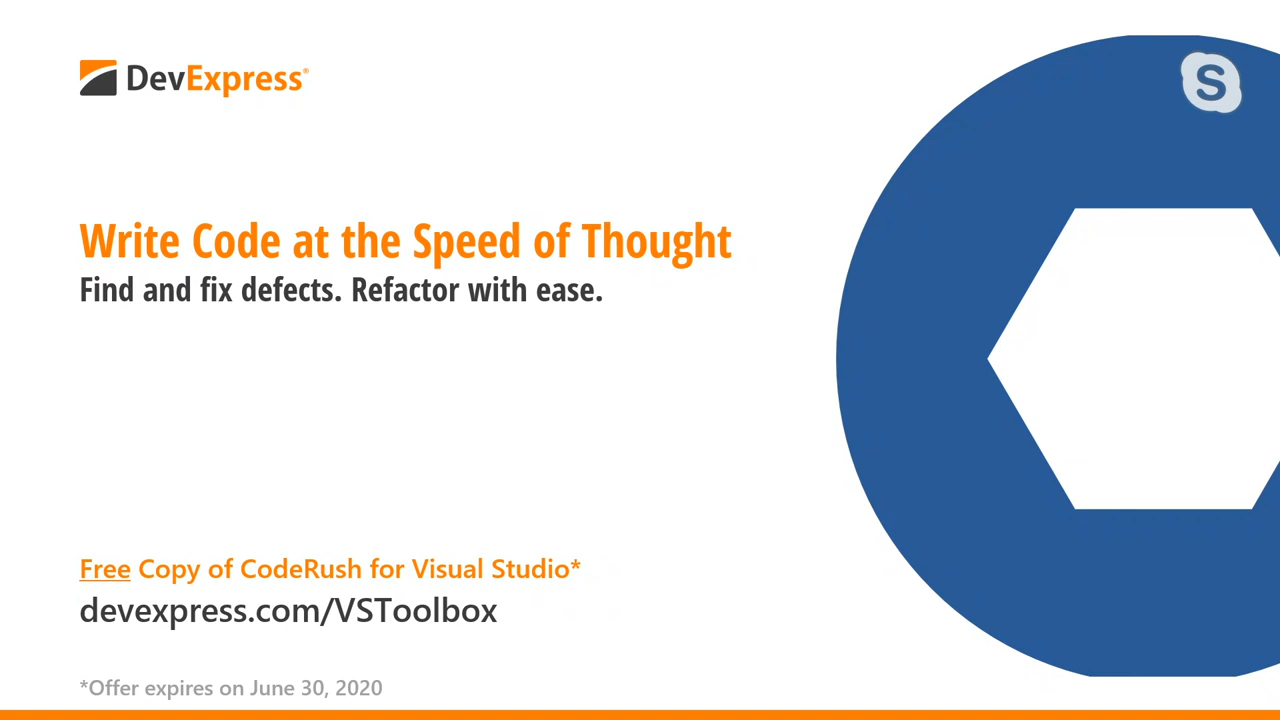 DevExpress®
S
Write Code at the Speed of Thought
Find and fix defects. Refactor with ease.
Free Copy of CodeRush for Visual Studio*
devexpress.com/VSToolbox
*Offer expires on June 30, 2020